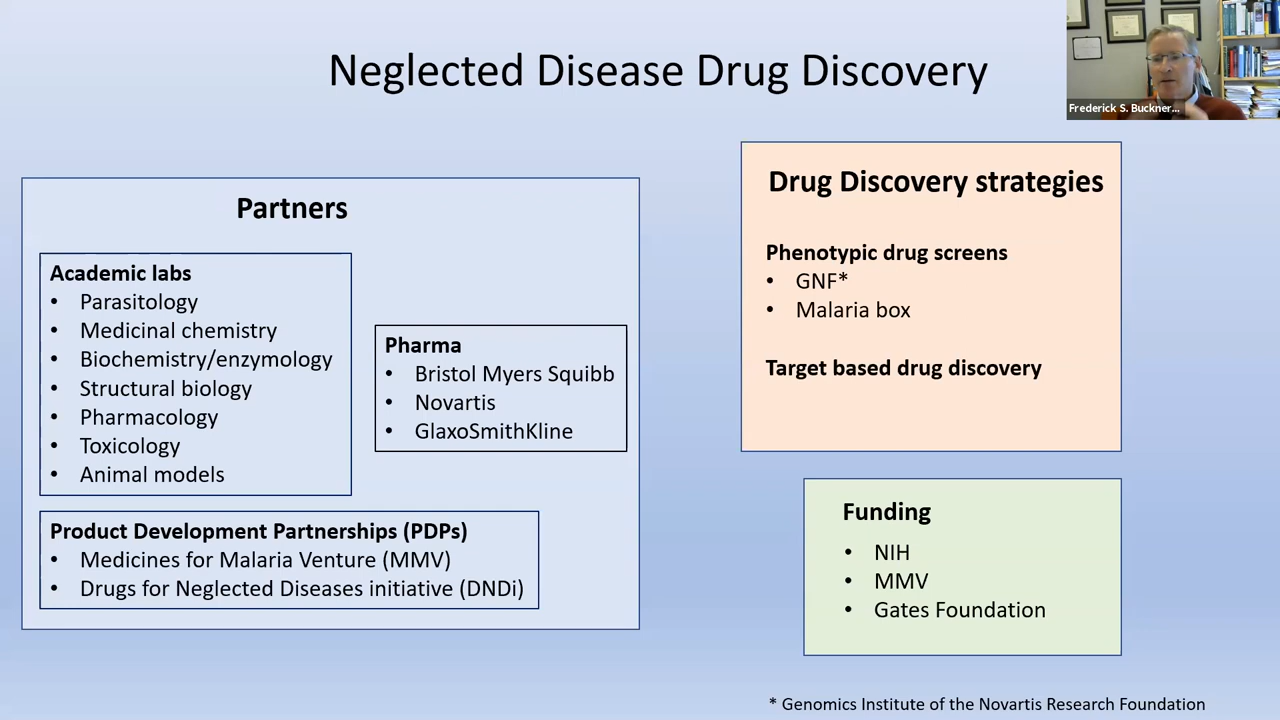 Neglected Disease Drug Discovery
Frederick S. Buckner...
Partners
Academic labs
• Parasitology
• Medicinal chemistry
• Biochemistry/enzymology
• Structural biology
• Pharmacology
• Toxicology
• Animal models
Pharma
• Bristol Myers Squibb
• Novartis
• GlaxoSmithKline
Product Development Partnerships (PDPs)
• Medicines for Malaria Venture (MMV)
• Drugs for Neglected Diseases initiative (DNDi)
Drug Discovery strategies
Phenotypic drug screens
• GNF*
• Malaria box
Target based drug discovery
Funding
• NIH
• MMV
• Gates Foundation
* Genomics Institute of the Novartis Research Foundation